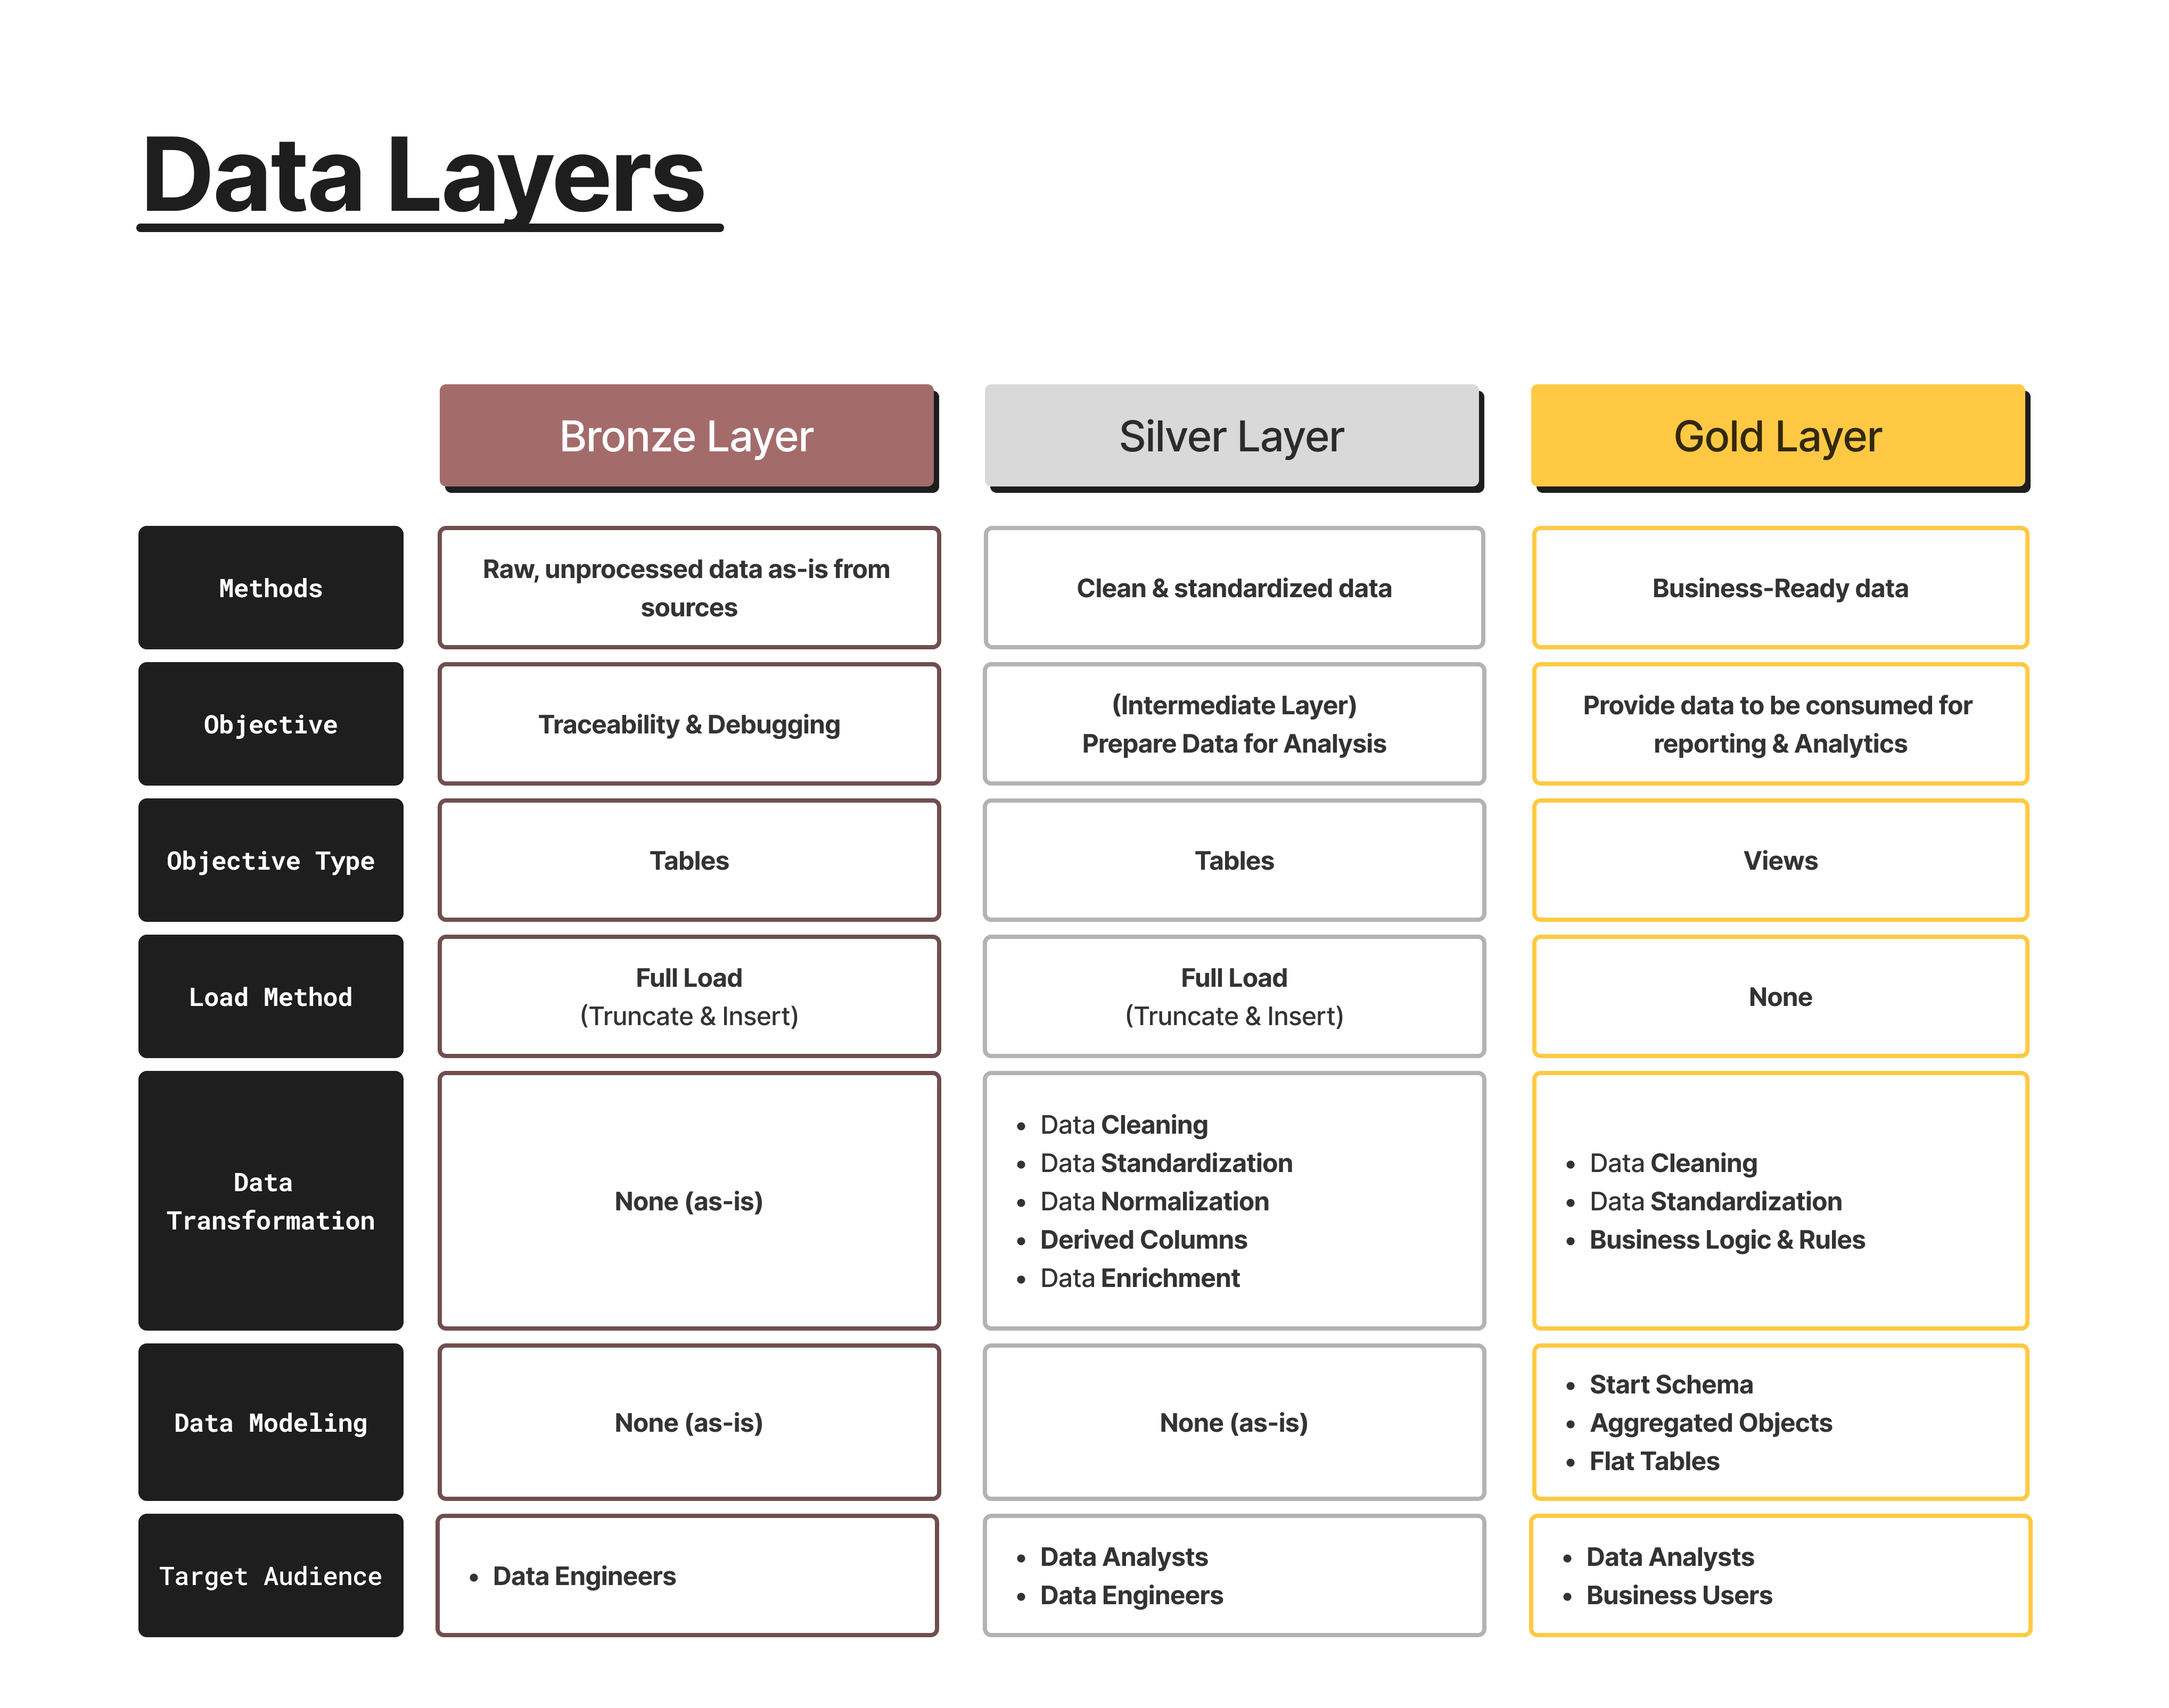 Data Layers
Bronze Layer
Silver Layer
Gold Layer
Methods
Raw, unprocessed data as-is from
sources
Clean & standardized data
Business-Ready data
Objective
Traceability & Debugging
(Intermediate Layer)
Prepare Data for Analysis
Provide data to be consumed for
reporting & Analytics
Objective Type
Tables
Tables
Views
Load Method
Full Load
(Truncate & Insert)
Full Load
(Truncate & Insert)
None
Data
Transformation
None (as-is)
• Data Cleaning
• Data Standardization
• Data Normalization
• Derived Columns
• Data Enrichment
• Data Cleaning
• Data Standardization
• Business Logic & Rules
Data Modeling
None (as-is)
None (as-is)
• Start Schema
• Aggregated Objects
• Flat Tables
Target Audience
• Data Engineers
• Data Analysts
• Data Engineers
• Data Analysts
• Business Users